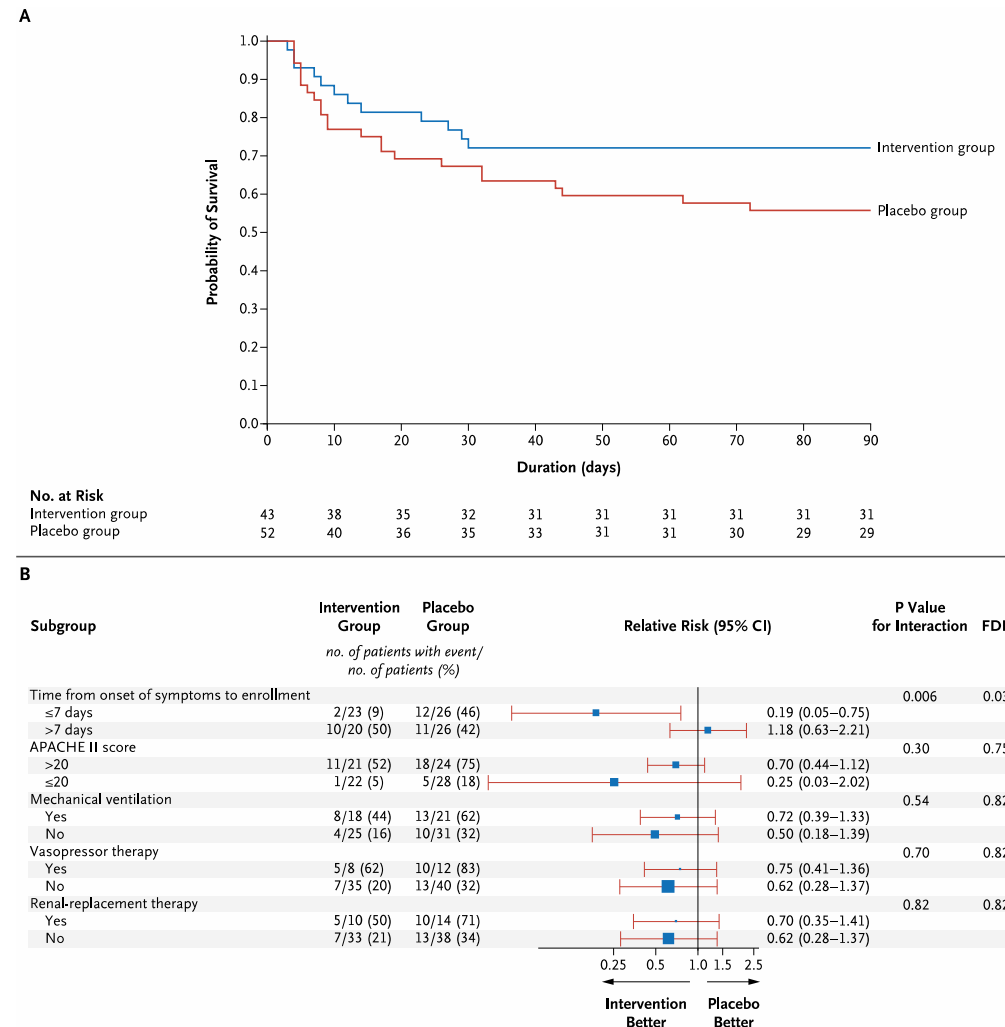 A
1.0
0.9
0.8
0.7
0.6
0.5
0.4
0.3
0.2
0.1
0.0
Probability of Survival
Intervention group
Placebo group
0 10 20 30 40 50 60 70 80 90
Duration (days)
No. at Risk
Intervention group 43 38 35 32 31 31 31 31 31 31
Placebo group 52 40 36 35 33 31 31 30 29 29
B
Subgroup Intervention Group Placebo Group Relative Risk (95% CI) P Value for Interaction FD
no. of patients with event/
no. of patients (%)
Time from onset of symptoms to enrollment 0.006 0.03
≤7 days 2/23 (9) 12/26 (46) 0.19 (0.05–0.75)
>7 days 10/20 (50) 11/26 (42) 1.18 (0.63–2.21)
APACHE II score 0.30 0.75
>20 11/21 (52) 18/24 (75) 0.70 (0.44–1.12)
≤20 1/22 (5) 5/28 (18) 0.25 (0.03–2.02)
Mechanical ventilation 0.54 0.82
Yes 8/18 (44) 13/21 (62) 0.72 (0.39–1.33)
No 4/25 (16) 10/31 (32) 0.50 (0.18–1.39)
Vasopressor therapy 0.70 0.82
Yes 5/8 (62) 10/12 (83) 0.75 (0.41–1.36)
No 7/35 (20) 13/40 (32) 0.62 (0.28–1.37)
Renal-replacement therapy 0.82 0.82
Yes 5/10 (50) 10/14 (71) 0.70 (0.35–1.41)
No 7/33 (21) 13/38 (34) 0.62 (0.28–1.37)
0.25 0.5 1.0 1.5 2.5
Intervention Better Placebo Better